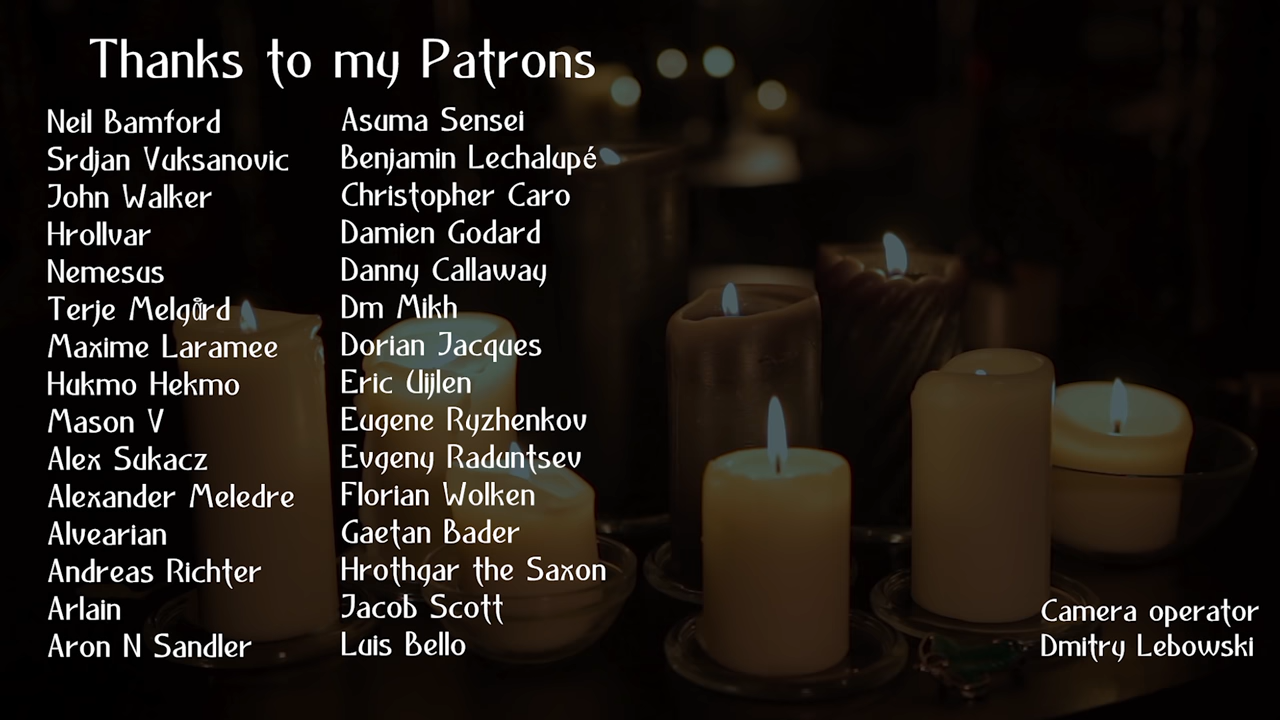 Thanks to my Patrons
Neil Bamford
Srdjan Vuksanovic
John Walker
Hrollvar
Nemesus
Terje Melgård
Maxime Laramee
Hukmo Hekmo
Mason V
Alex Sukacz
Alexander Meledre
Alvearian
Andreas Richter
Arlain
Aron N Sandler
Asuma Sensei
Benjamin Lechalupé
Christopher Caro
Damien Godard
Danny Callaway
Dm Mikh
Dorian Jacques
Eric Uijlen
Eugene Ryzhenkov
Evgeny Raduntsev
Florian Wolken
Gaetan Bader
Hrothgar the Saxon
Jacob Scott
Luis Bello
Camera operator
Dmitry Lebowski